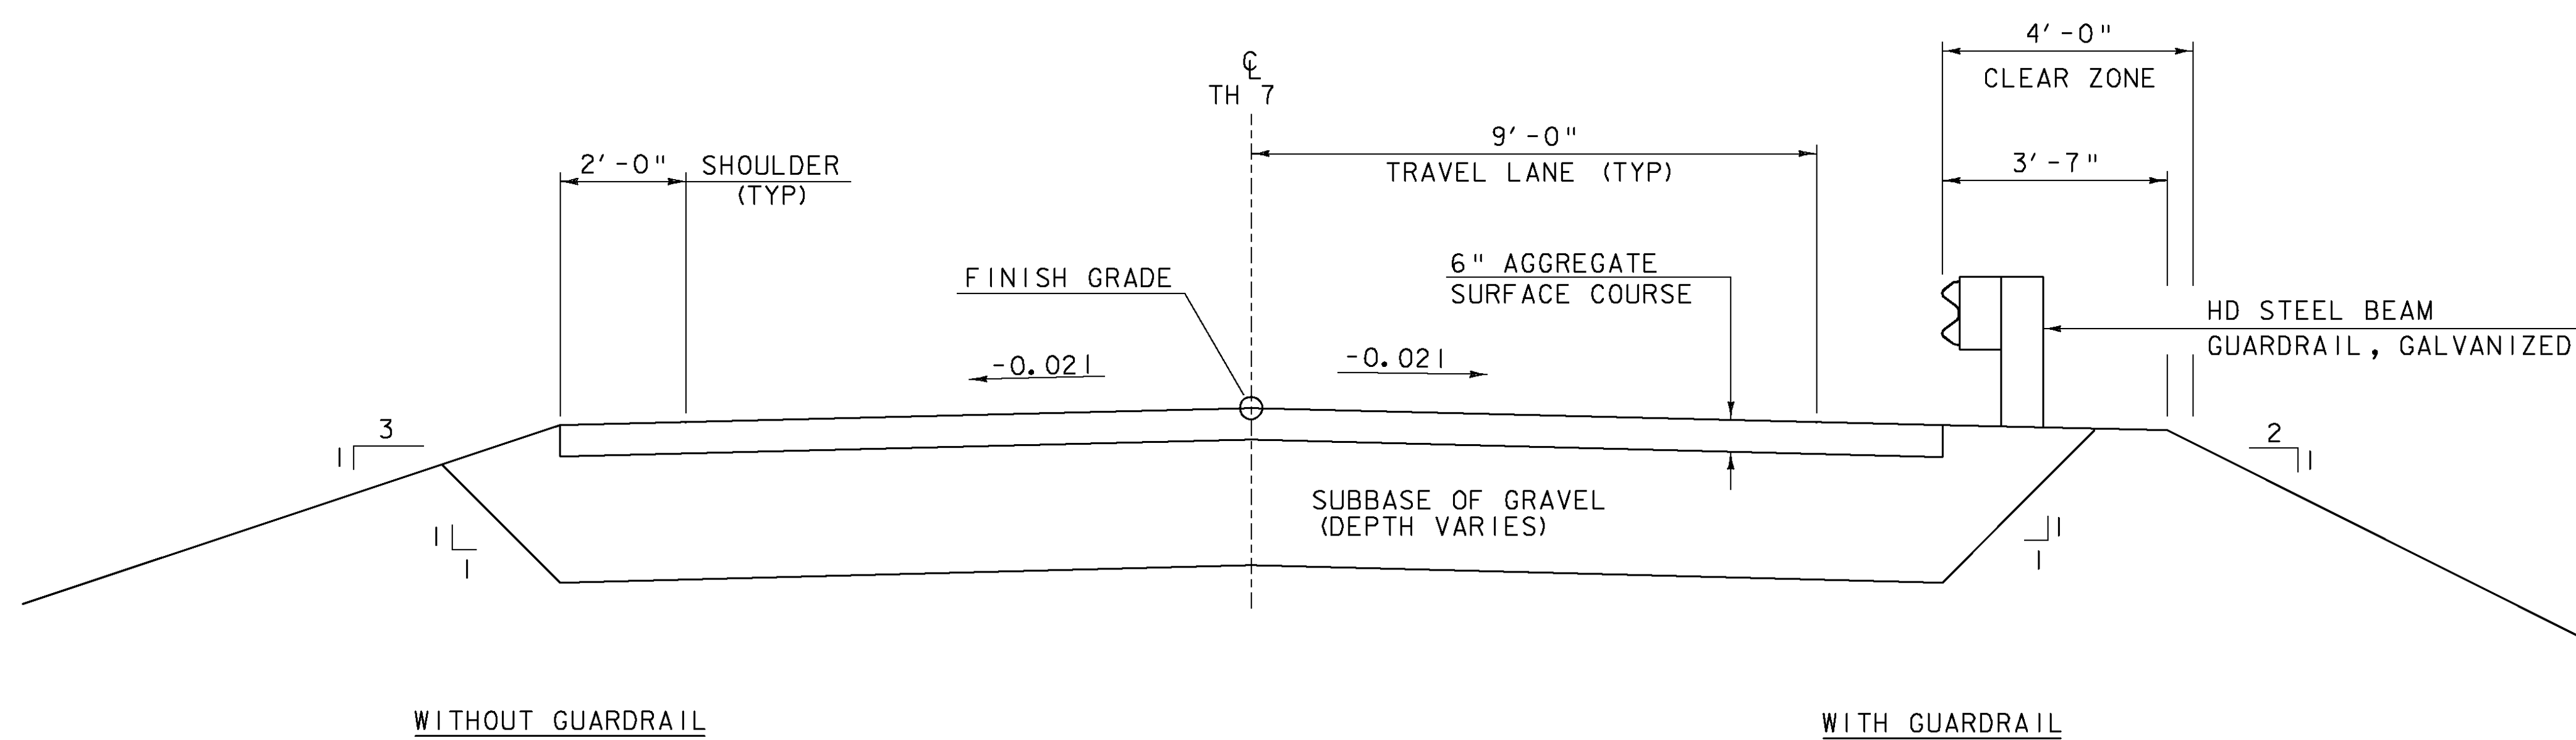 4'-0"
CLEAR ZONE
℄
TH 7
9'-0"
TRAVEL LANE (TYP)
2'-0" SHOULDER
(TYP)
3'-7"
FINISH GRADE
6" AGGREGATE
SURFACE COURSE
HD STEEL BEAM
GUARDRAIL, GALVANIZED
-0.021
-0.021
3
1
2
1
SUBBASE OF GRAVEL
(DEPTH VARIES)
1
1
1
1
WITHOUT GUARDRAIL
WITH GUARDRAIL